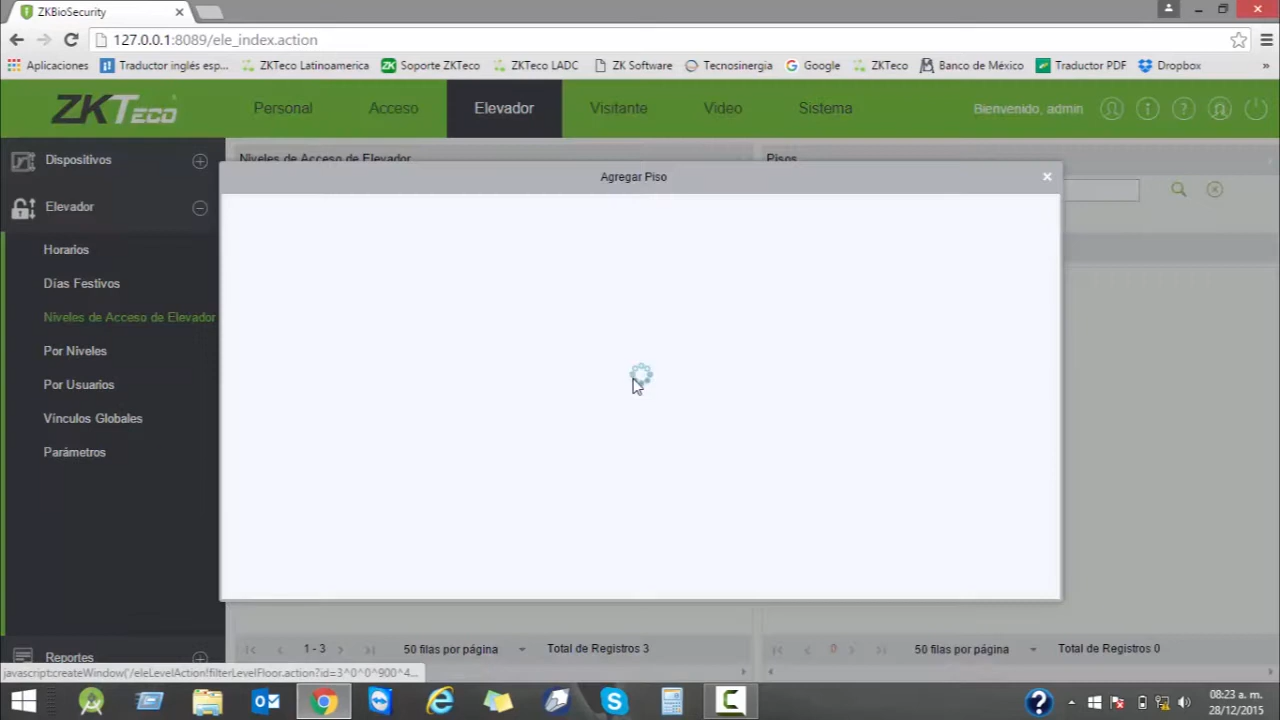 ZKBioSecurity
127.0.0.1:8089/ele_index.action
Aplicaciones Traductor inglés esp... ZKTeco Latinoamerica Soporte ZKTeco ZKTeco LADC ZK Software Tecnosinergia Google ZKTeco Banco de México Traductor PDF Dropbox »
ZKTECO Personal Acceso Elevador Visitante Video Sistema Bienvenido, admin
Dispositivos
Niveles de Acceso de Elevador Pisos
Agregar Piso
Elevador
Horarios
Días Festivos
Niveles de Acceso de Elevador
Por Niveles
Por Usuarios
Vínculos Globales
Parámetros
Reportes
1 - 3 50 filas por página Total de Registros 3
0 50 filas por página Total de Registros 0
javascript:createWindow('/eleLevelAction!filterLevelFloor.action?id=3^0^0^900^4...
08:23 a. m.
28/12/2015